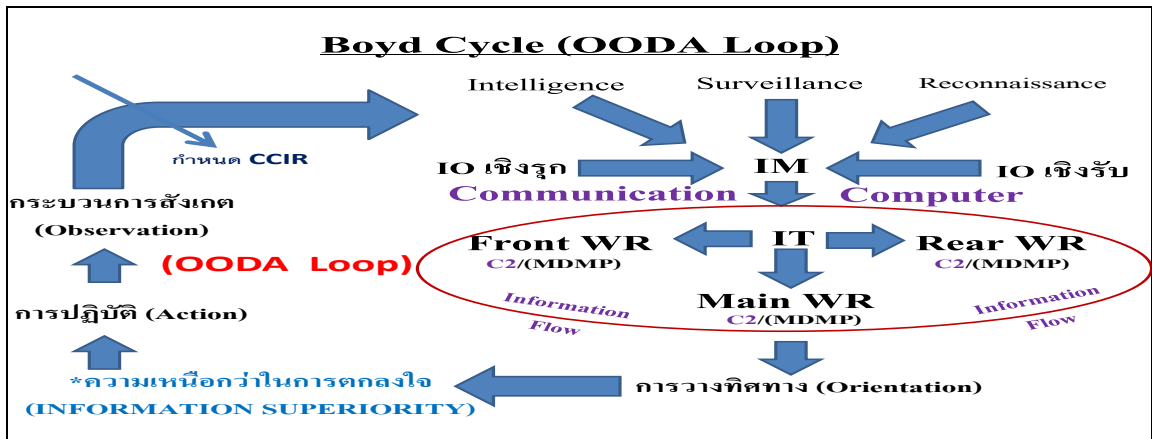 Boyd Cycle (OODA Loop)
Intelligence
Surveillance
Reconnaissance
กำหนด CCIR
IO เชิงรุก
IM
IO เชิงรับ
Communication
Computer
กระบวนการสังเกต
(Observation)
(OODA Loop)
Front WR
C2/(MDMP)
IT
Rear WR
C2/(MDMP)
Main WR
C2/(MDMP)
Information
Flow
Information
Flow
การปฏิบัติ (Action)
*ความเหนือกว่าในการตกลงใจ
(INFORMATION SUPERIORITY)
การวางทิศทาง (Orientation)